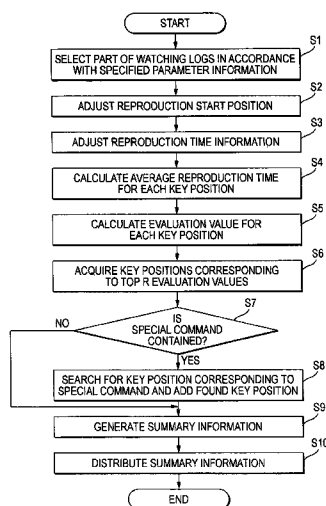 START
S1
SELECT PART OF WATCHING LOGS IN ACCORDANCE
WITH SPECIFIED PARAMETER INFORMATION
S2
ADJUST REPRODUCTION START POSITION
S3
ADJUST REPRODUCTION TIME INFORMATION
S4
CALCULATE AVERAGE REPRODUCTION TIME
FOR EACH KEY POSITION
S5
CALCULATE EVALUATION VALUE FOR
EACH KEY POSITION
S6
ACQUIRE KEY POSITIONS CORRESPONDING
TO TOP R EVALUATION VALUES
S7
IS
SPECIAL COMMAND
CONTAINED?
NO
YES
S8
SEARCH FOR KEY POSITION CORRESPONDING TO
SPECIAL COMMAND AND ADD FOUND KEY POSITION
S9
GENERATE SUMMARY INFORMATION
S10
DISTRIBUTE SUMMARY INFORMATION
END